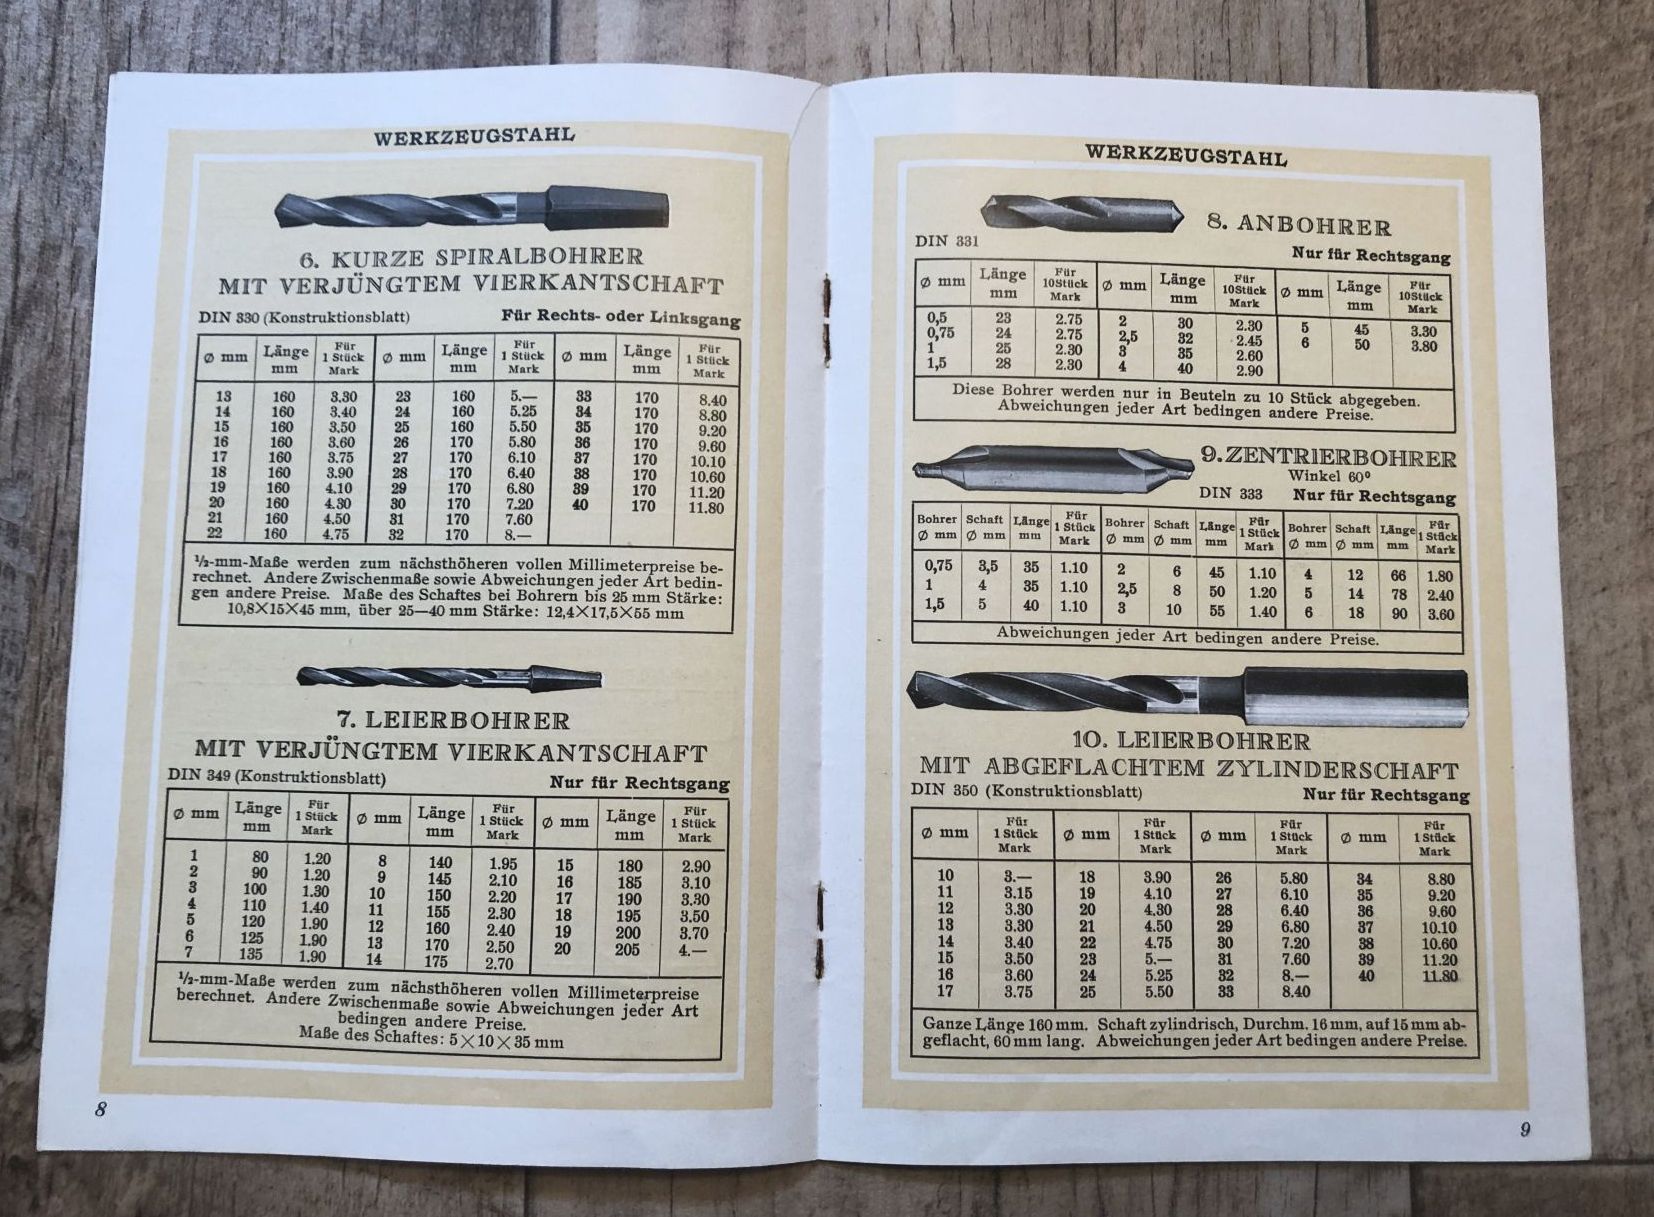 WERKZEUGSTAHL
6. KURZE SPIRALBOHRER
MIT VERJÜNGTEM VIERKANTSCHAFT
DIN 330 (Konstruktionsblatt) Für Rechts- oder Linksgang
Ø mm Länge mm Für 1 Stück Mark Ø mm Länge mm Für 1 Stück Mark Ø mm Länge mm Für 1 Stück Mark
13 160 3.30 23 160 5.— 33 170 8.40
14 160 3.40 24 160 5.25 34 170 8.80
15 160 3.50 25 160 5.50 35 170 9.20
16 160 3.60 26 170 5.80 36 170 9.60
17 160 3.75 27 170 6.10 37 170 10.10
18 160 3.90 28 170 6.40 38 170 10.60
19 160 4.10 29 170 6.80 39 170 11.20
20 160 4.30 30 170 7.20 40 170 11.80
21 160 4.50 31 170 7.60
22 160 4.75 32 170 8.—
½-mm-Maße werden zum nächsthöheren vollen Millimeterpreise be-
rechnet. Andere Zwischenmaße sowie Abweichungen jeder Art bedin-
gen andere Preise. Maße des Schaftes bei Bohrern bis 25 mm Stärke:
10,8×15×45 mm, über 25—40 mm Stärke: 12,4×17,5×55 mm
7. LEIERBOHRER
MIT VERJÜNGTEM VIERKANTSCHAFT
DIN 349 (Konstruktionsblatt) Nur für Rechtsgang
Ø mm Länge mm Für 1 Stück Mark Ø mm Länge mm Für 1 Stück Mark Ø mm Länge mm Für 1 Stück Mark
1 80 1.20 8 140 1.95 15 180 2.90
2 90 1.20 9 145 2.10 16 185 3.10
3 100 1.30 10 150 2.20 17 190 3.30
4 110 1.40 11 155 2.30 18 195 3.50
5 120 1.90 12 160 2.40 19 200 3.70
6 125 1.90 13 170 2.50 20 205 4.—
7 135 1.90 14 175 2.70
½-mm-Maße werden zum nächsthöheren vollen Millimeterpreise
berechnet. Andere Zwischenmaße sowie Abweichungen jeder Art
bedingen andere Preise.
Maße des Schaftes: 5×10×35 mm
8
WERKZEUGSTAHL
8. ANBOHRER
DIN 331 Nur für Rechtsgang
Ø mm Länge mm Für 10 Stück Mark Ø mm Länge mm Für 10 Stück Mark Ø mm Länge mm Für 10 Stück Mark
0,5 23 2.75 2 30 2.30 5 45 3.30
0,75 24 2.75 2,5 32 2.45 6 50 3.80
1 25 2.30 3 35 2.60
1,5 28 2.30 4 40 2.90
Diese Bohrer werden nur in Beuteln zu 10 Stück abgegeben.
Abweichungen jeder Art bedingen andere Preise.
9. ZENTRIERBOHRER
Winkel 60°
DIN 333 Nur für Rechtsgang
Bohrer Ø mm Schaft Ø mm Länge mm Für 1 Stück Mark Bohrer Ø mm Schaft Ø mm Länge mm Für 1 Stück Mark Bohrer Ø mm Schaft Ø mm Länge mm Für 1 Stück Mark
0,75 3,5 35 1.10 2 6 45 1.10 4 12 66 1.80
1 4 35 1.10 2,5 8 50 1.20 5 14 78 2.40
1,5 5 40 1.10 3 10 55 1.40 6 18 90 3.60
Abweichungen jeder Art bedingen andere Preise.
10. LEIERBOHRER
MIT ABGEFLACHTEM ZYLINDERSCHAFT
DIN 350 (Konstruktionsblatt) Nur für Rechtsgang
Ø mm Für 1 Stück Mark Ø mm Für 1 Stück Mark Ø mm Für 1 Stück Mark Ø mm Für 1 Stück Mark
10 3.— 18 3.90 26 5.80 34 8.80
11 3.15 19 4.10 27 6.10 35 9.20
12 3.30 20 4.30 28 6.40 36 9.60
13 3.30 21 4.50 29 6.80 37 10.10
14 3.40 22 4.75 30 7.20 38 10.60
15 3.50 23 5.— 31 7.60 39 11.20
16 3.60 24 5.25 32 8.— 40 11.80
17 3.75 25 5.50 33 8.40
Ganze Länge 160 mm. Schaft zylindrisch, Durchm. 16 mm, auf 15 mm ab-
geflacht, 60 mm lang. Abweichungen jeder Art bedingen andere Preise.
9